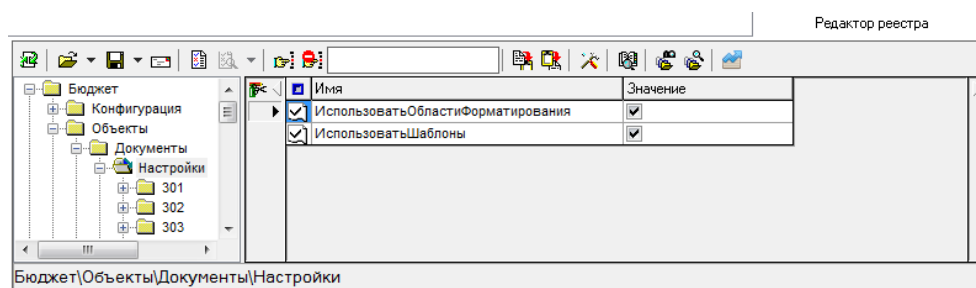 Редактор реестра
Бюджет
Конфигурация
Объекты
Документы
Настройки
301
302
303
Имя Значение
ИспользоватьОбластиФорматирования
ИспользоватьШаблоны
Бюджет\Объекты\Документы\Настройки